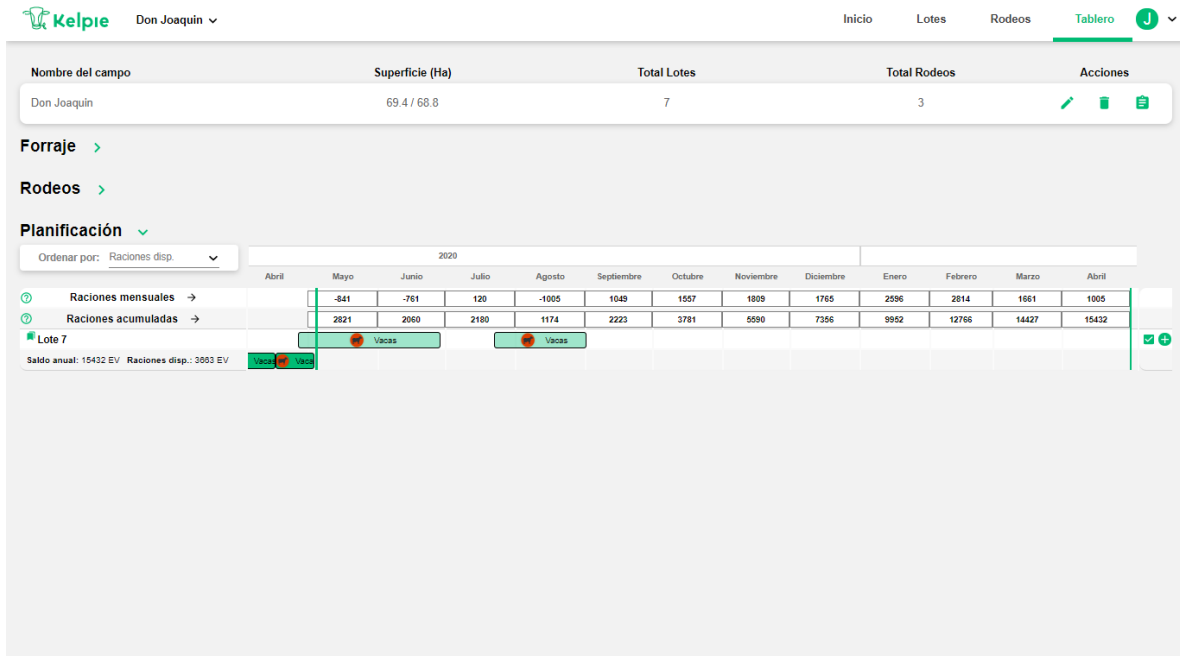 Kelpie Don Joaquin Inicio Lotes Rodeos Tablero J
Nombre del campo Superficie (Ha) Total Lotes Total Rodeos Acciones
Don Joaquin 69.4 / 68.8 7 3
Forraje
Rodeos
Planificación
Ordenar por: Raciones disp. 2020
Abril Mayo Junio Julio Agosto Septiembre Octubre Noviembre Diciembre Enero Febrero Marzo Abril
Raciones mensuales → -841 -761 120 -1005 1049 1557 1809 1765 2596 2814 1661 1005
Raciones acumuladas → 2821 2060 2180 1174 2223 3781 5590 7356 9952 12766 14427 15432
Lote 7 Vacas Vacas
Saldo anual: 15432 EV Raciones disp.: 3663 EV Vacas Vaca